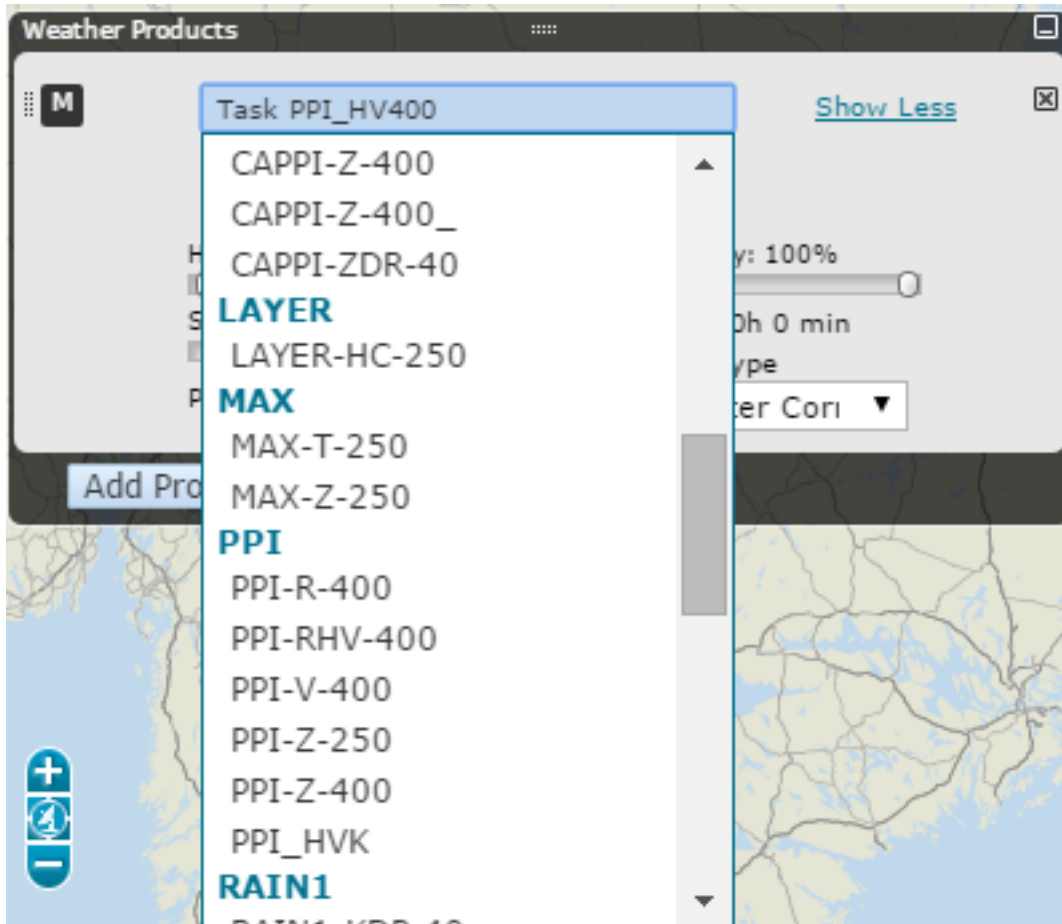 Weather Products
M
Task PPI_HV400
Show Less
CAPPI-Z-400
CAPPI-Z-400_
CAPPI-ZDR-40
H
y: 100%
LAYER
S
0h 0 min
LAYER-HC-250
ype
MAX
P
ter Corr
MAX-T-250
Add Pro
MAX-Z-250
PPI
PPI-R-400
PPI-RHV-400
PPI-V-400
PPI-Z-250
PPI-Z-400
PPI_HVK
RAIN1